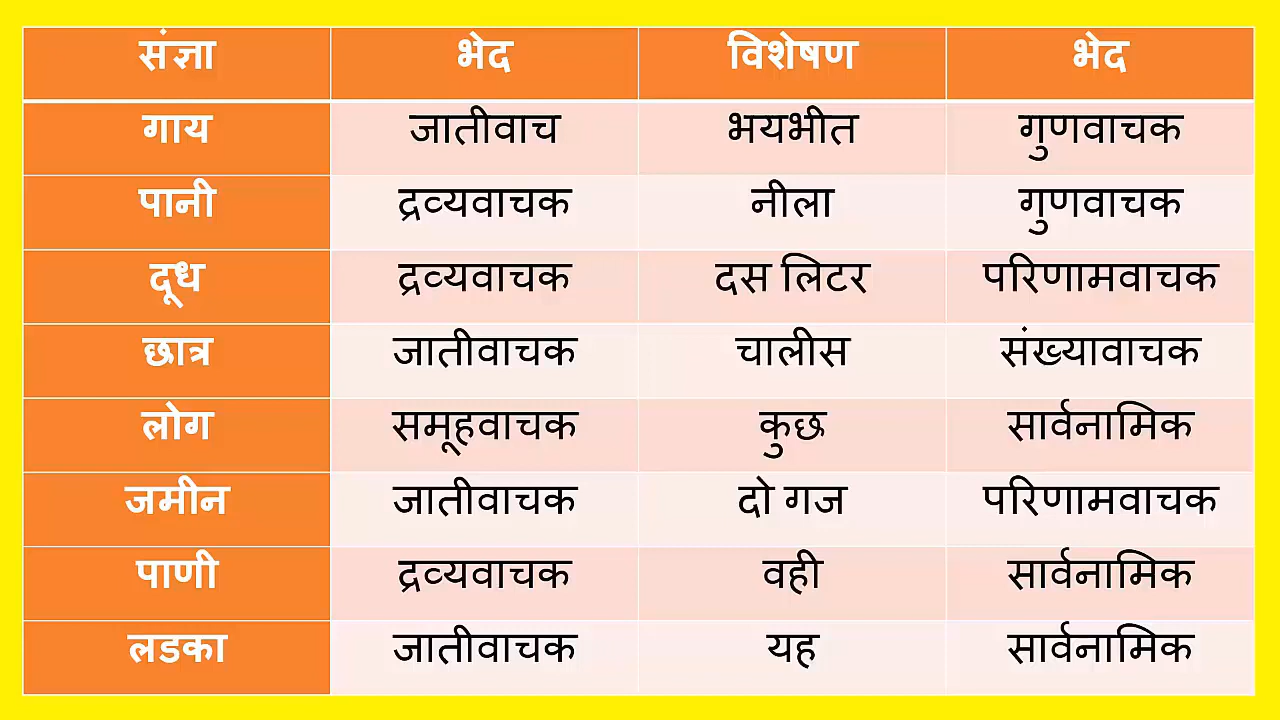 संज्ञा भेद विशेषण भेद
गाय जातीवाच भयभीत गुणवाचक
पानी द्रव्यवाचक नीला गुणवाचक
दूध द्रव्यवाचक दस लिटर परिणामवाचक
छात्र जातीवाचक चालीस संख्यावाचक
लोग समूहवाचक कुछ सार्वनामिक
जमीन जातीवाचक दो गज परिणामवाचक
पाणी द्रव्यवाचक वही सार्वनामिक
लडका जातीवाचक यह सार्वनामिक